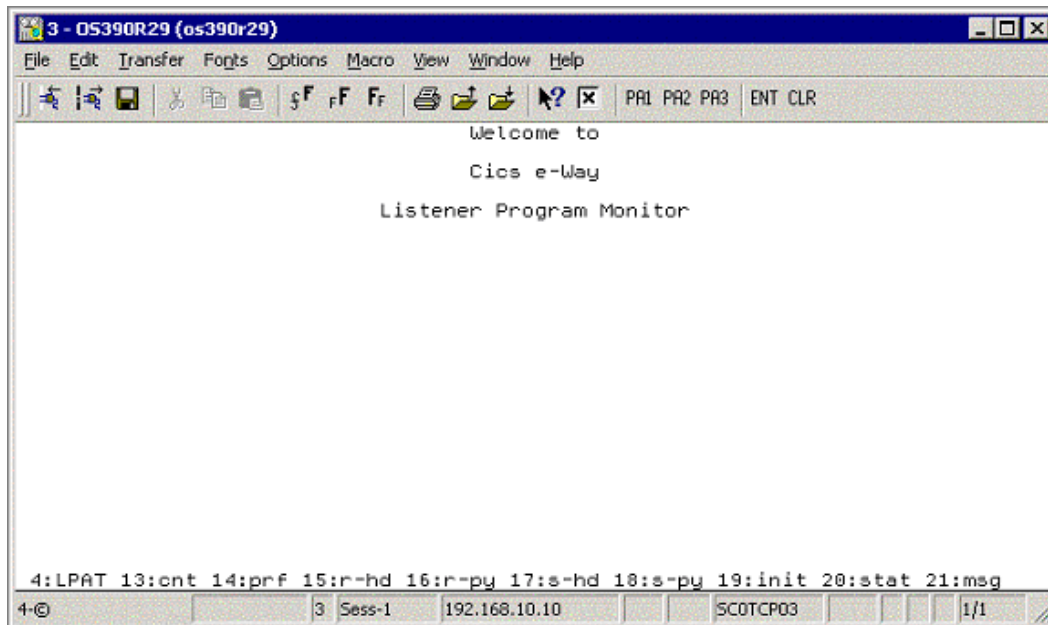 3 - OS390R29 (os390r29)
File Edit Transfer Fonts Options Macro View Window Help
PA1 PA2 PA3 ENT CLR
Welcome to
Cics e-Way
Listener Program Monitor
4:LPAT 13:cnt 14:prf 15:r-hd 16:r-py 17:s-hd 18:s-py 19:init 20:stat 21:msg
4-© 3 Sess-1 192.168.10.10 SC0TCP03 1/1